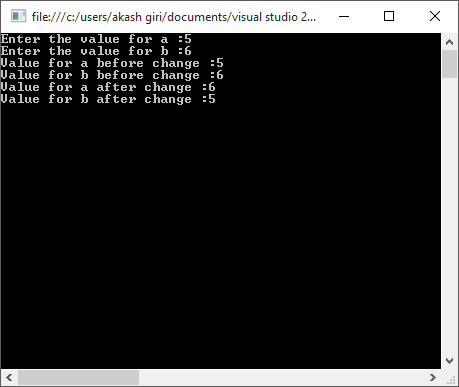 file:///c:/users/akash giri/documents/visual studio 2...
Enter the value for a :5
Enter the value for b :6
Value for a before change :5
Value for b before change :6
Value for a after change :6
Value for b after change :5